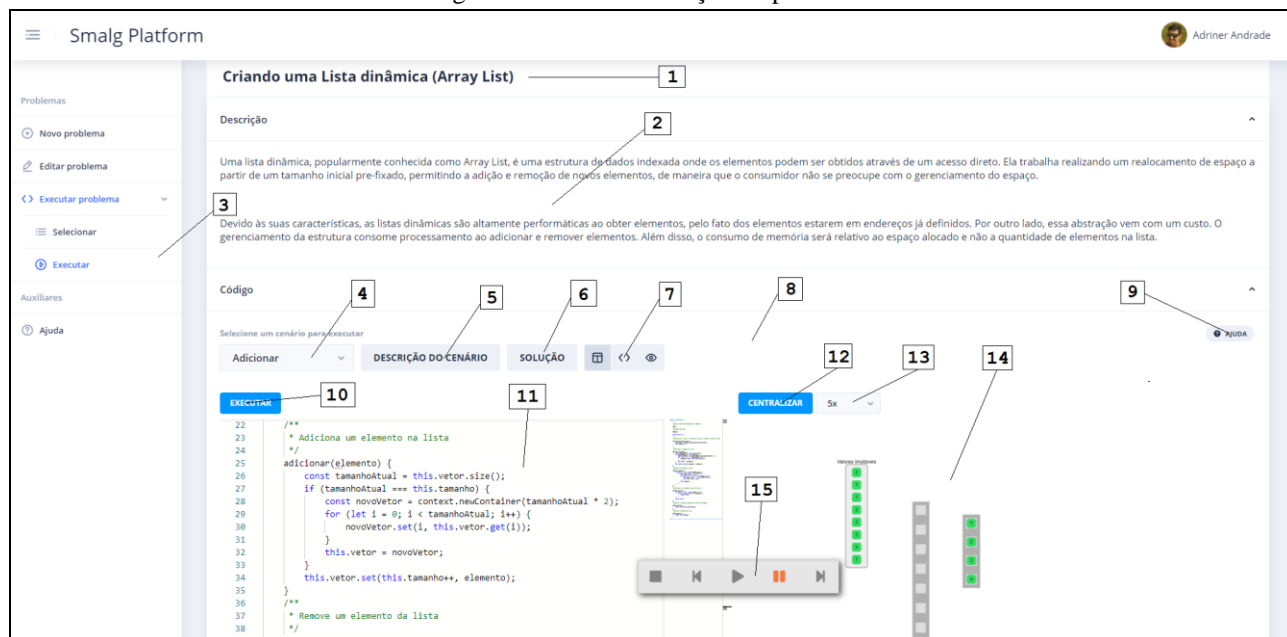 Smalg Platform
Adriner Andrade
Criando uma Lista dinâmica (Array List)
1
Problemas
Novo problema
Editar problema
Executar problema
Selecionar
Executar
Auxiliares
Ajuda
3
Descrição
2
Uma lista dinâmica, popularmente conhecida como Array List, é uma estrutura de dados indexada onde os elementos podem ser obtidos através de um acesso direto. Ela trabalha realizando um realocamento de espaço a
partir de um tamanho inicial pre-fixado, permitindo a adição e remoção de novos elementos, de maneira que o consumidor não se preocupe com o gerenciamento do espaço.
Devido às suas características, as listas dinâmicas são altamente performáticas ao obter elementos, pelo fato dos elementos estarem em endereços já definidos. Por outro lado, essa abstração vem com um custo. O
gerenciamento da estrutura consome processamento ao adicionar e remover elementos. Além disso, o consumo de memória será relativo ao espaço alocado e não a quantidade de elementos na lista.
Código
4
5
6
7
8
9
Selecione um cenário para executar
AJUDA
Adicionar
DESCRIÇÃO DO CENÁRIO
SOLUÇÃO
12
13
14
EXECUTAR
10
11
CENTRALIZAR
5x
22 /**
23 * Adiciona um elemento na lista
24 */
25 adicionar(elemento) {
26 const tamanhoAtual = this.vetor.size();
27 if (tamanhoAtual === this.tamanho) {
28 const novoVetor = context.newContainer(tamanhoAtual * 2);
29 for (let i = 0; i < tamanhoAtual; i++) {
30 novoVetor.set(i, this.vetor.get(i));
31 }
32 this.vetor = novoVetor;
33 }
34 this.vetor.set(this.tamanho++, elemento);
35 }
36 /**
37 * Remove um elemento da lista
38 */
15